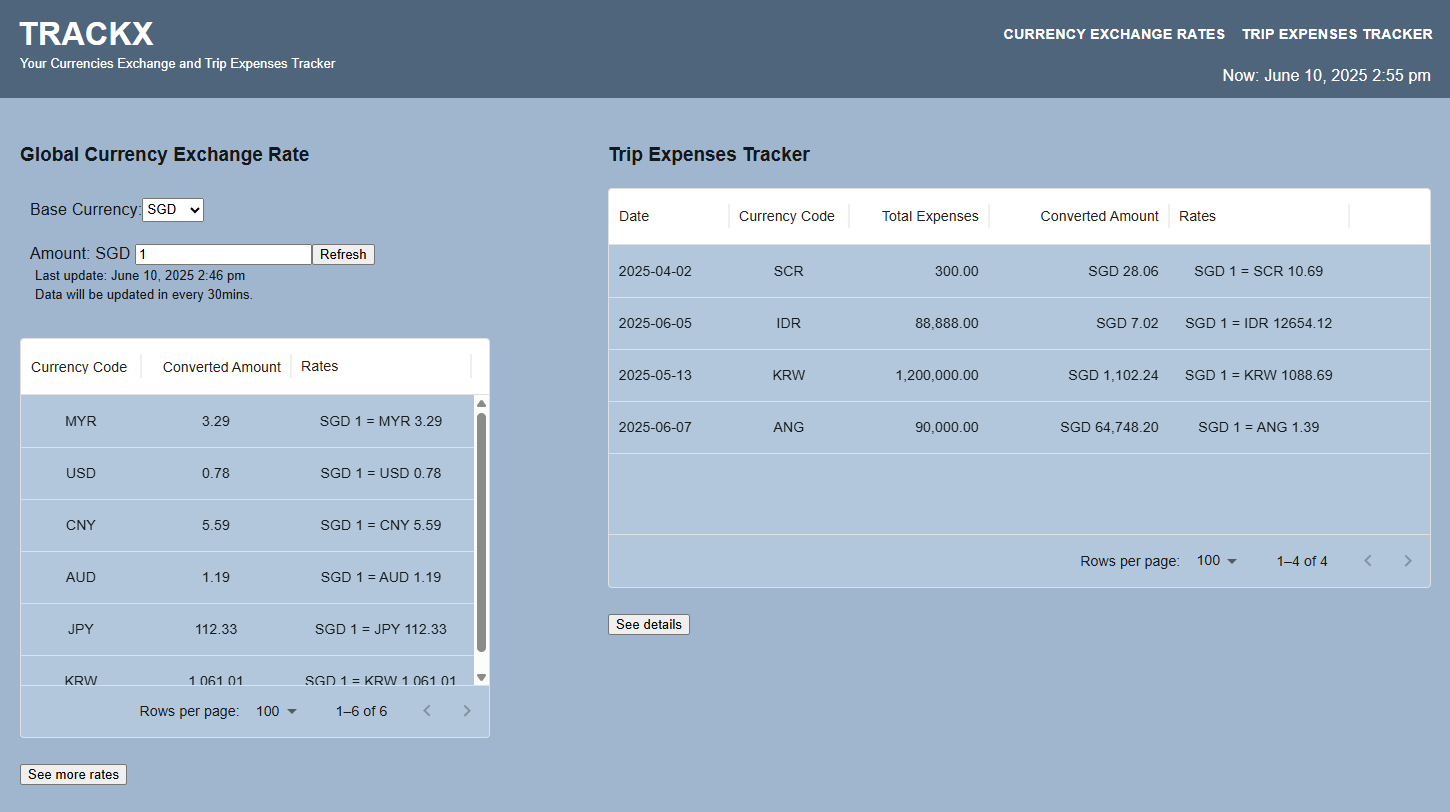 TRACKX
Your Currencies Exchange and Trip Expenses Tracker
CURRENCY EXCHANGE RATES TRIP EXPENSES TRACKER
Now: June 10, 2025 2:55 pm
Global Currency Exchange Rate
Base Currency: SGD
Amount: SGD 1 Refresh
Last update: June 10, 2025 2:46 pm
Data will be updated in every 30mins.
Currency Code Converted Amount Rates
MYR 3.29 SGD 1 = MYR 3.29
USD 0.78 SGD 1 = USD 0.78
CNY 5.59 SGD 1 = CNY 5.59
AUD 1.19 SGD 1 = AUD 1.19
JPY 112.33 SGD 1 = JPY 112.33
KRW 1,061.01 SGD 1 = KRW 1,061.01
Rows per page: 100 1–6 of 6
See more rates
Trip Expenses Tracker
Date Currency Code Total Expenses Converted Amount Rates
2025-04-02 SCR 300.00 SGD 28.06 SGD 1 = SCR 10.69
2025-06-05 IDR 88,888.00 SGD 7.02 SGD 1 = IDR 12654.12
2025-05-13 KRW 1,200,000.00 SGD 1,102.24 SGD 1 = KRW 1088.69
2025-06-07 ANG 90,000.00 SGD 64,748.20 SGD 1 = ANG 1.39
Rows per page: 100 1–4 of 4
See details